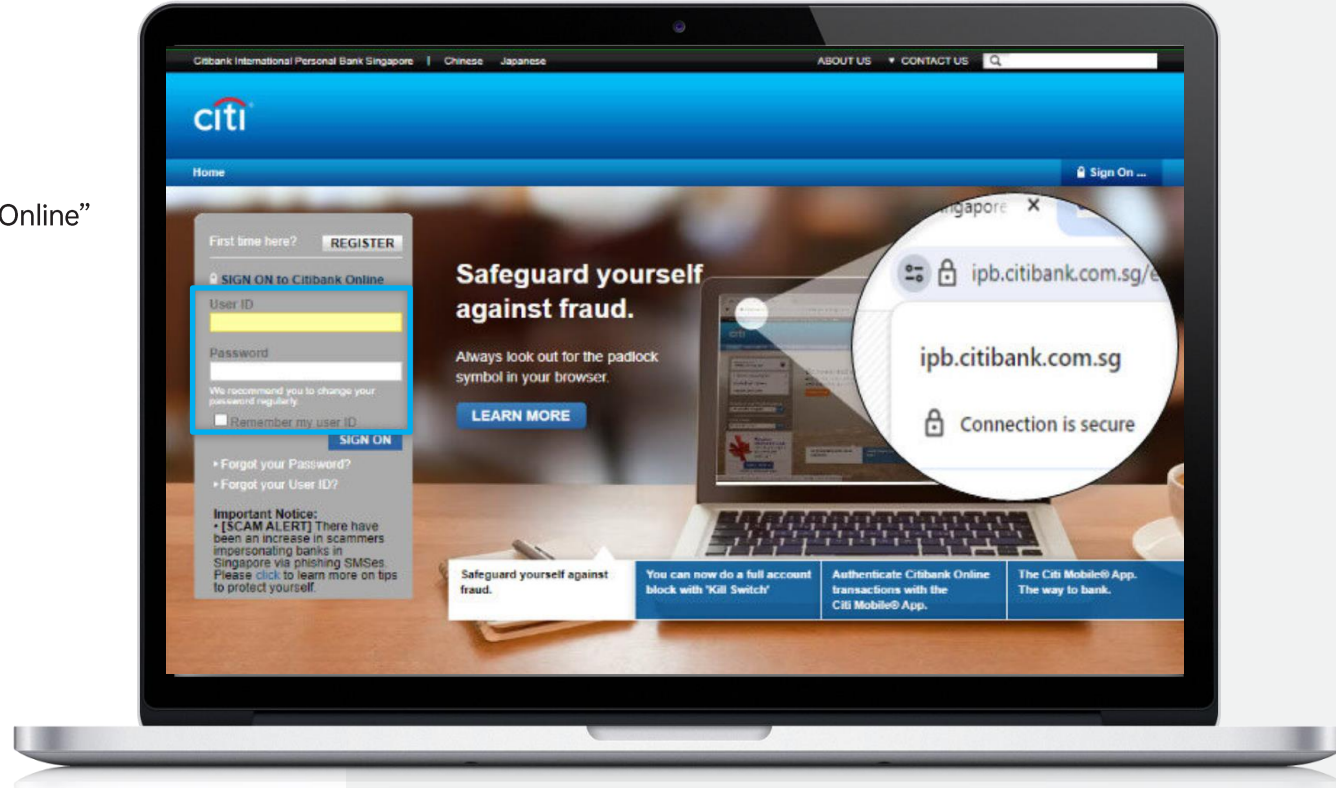 Online”
Citibank International Personal Bank Singapore | Chinese Japanese
ABOUT US ▼ CONTACT US
citi
Home
Sign On ...
First time here? REGISTER
SIGN ON to Citibank Online
User ID
Password
We recommend you to change your
password regularly.
Remember my user ID
SIGN ON
Forgot your Password?
Forgot your User ID?
Important Notice:
• [SCAM ALERT] There have
been an increase in scammers
impersonating banks in
Singapore via phishing SMSes.
Please click to learn more on tips
to protect yourself.
Safeguard yourself
against fraud.
Always look out for the padlock
symbol in your browser.
LEARN MORE
ngapore X
ipb.citibank.com.sg/e
ipb.citibank.com.sg
Connection is secure
Safeguard yourself against
fraud.
You can now do a full account
block with 'Kill Switch'
Authenticate Citibank Online
transactions with the
Citi Mobile® App.
The Citi Mobile® App.
The way to bank.